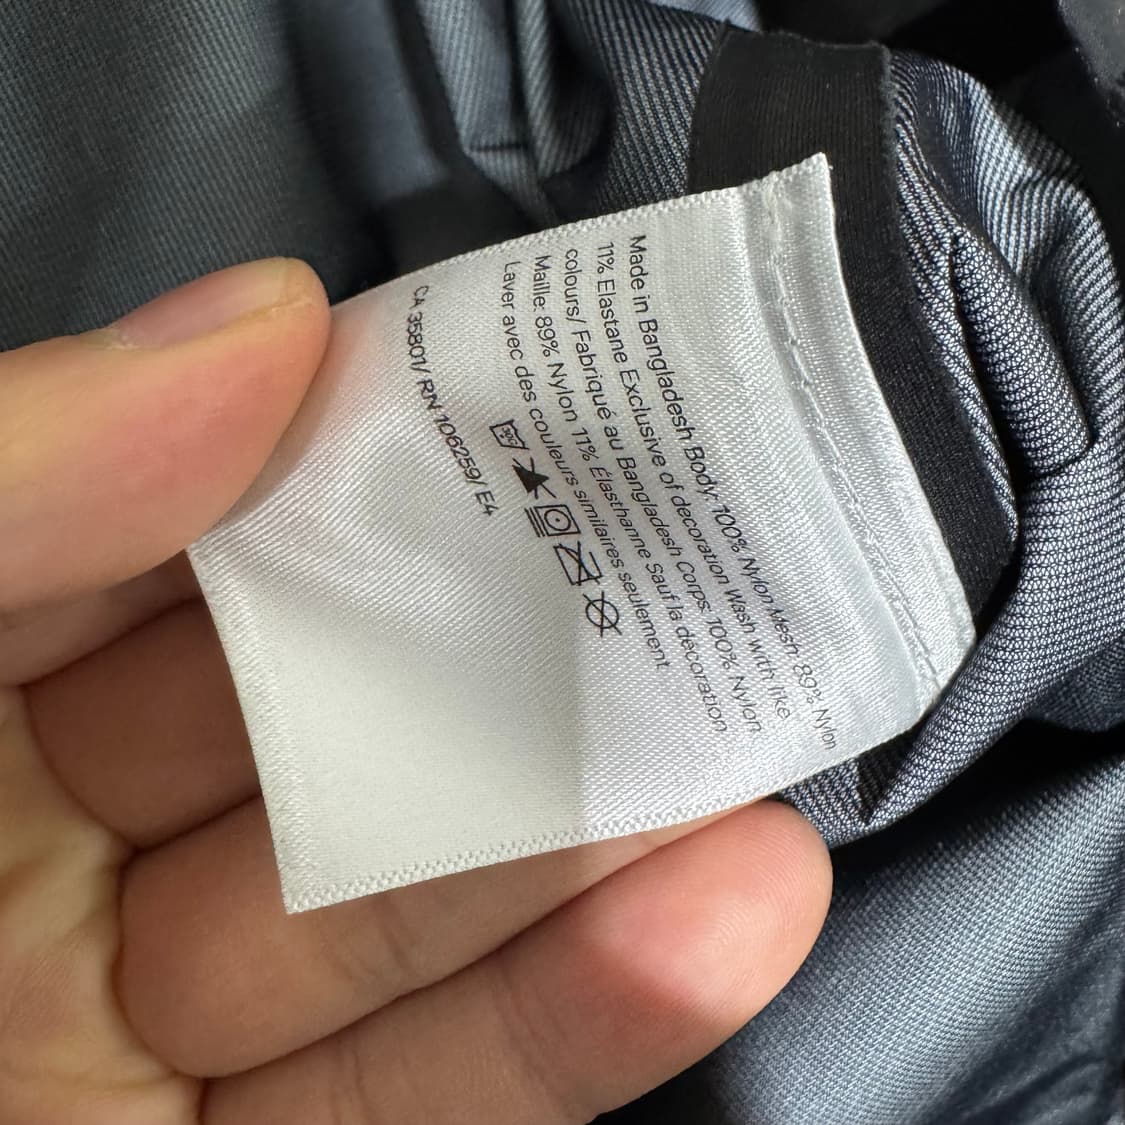 Made in Bangladesh Body: 100% Nylon Mesh: 89% Nylon
11% Elastane Exclusive of decoration Wash with like
colours/ Fabriqué au Bangladesh Corps: 100% Nylon
Maille: 89% Nylon 11% Élasthanne Sauf la décoration
Laver avec des couleurs similaires seulement
30C
CA 35801/ RN 106259/ E4